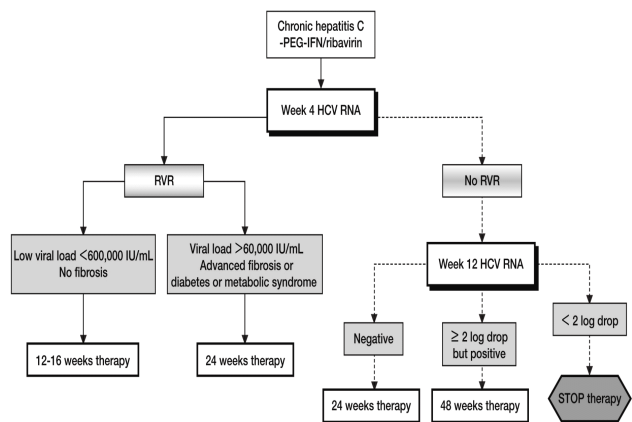 Chronic hepatitis C
-PEG-IFN/ribavirin
Week 4 HCV RNA
RVR
No RVR
Low viral load <600,000 IU/mL
No fibrosis
Viral load >60,000 IU/mL
Advanced fibrosis or
diabetes or metabolic syndrome
Week 12 HCV RNA
12-16 weeks therapy
24 weeks therapy
Negative
≥ 2 log drop
but positive
< 2 log drop
24 weeks therapy
48 weeks therapy
STOP therapy